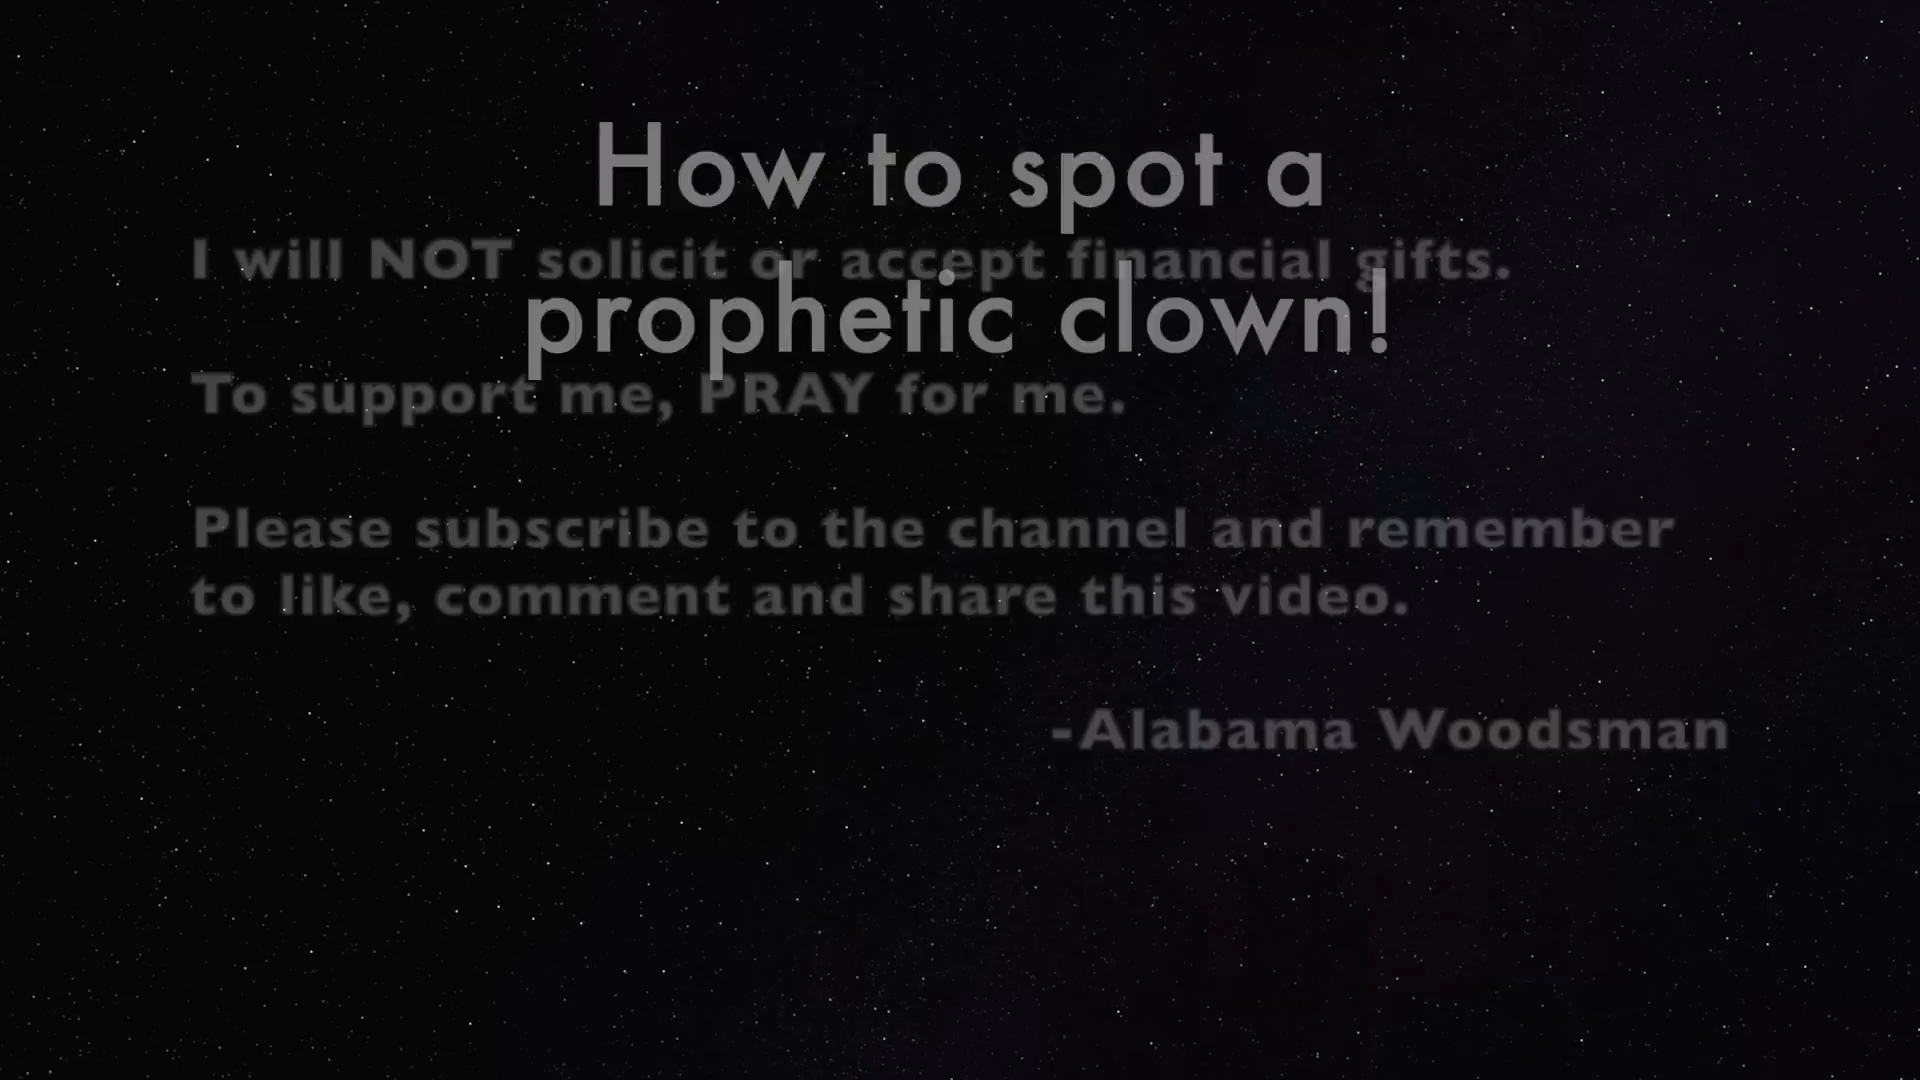 How to spot a
prophetic clown!
I will NOT solicit or accept financial gifts.
To support me, PRAY for me.
Please subscribe to the channel and remember
to like, comment and share this video.
-Alabama Woodsman